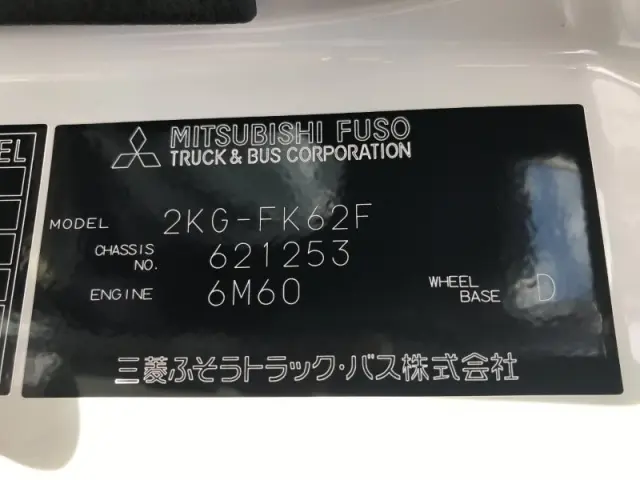 EL
MITSUBISHI FUSO
TRUCK & BUS CORPORATION
MODEL 2KG-FK62F
CHASSIS NO. 621253
ENGINE 6M60
WHEEL BASE D
三菱ふそうトラック・バス株式会社